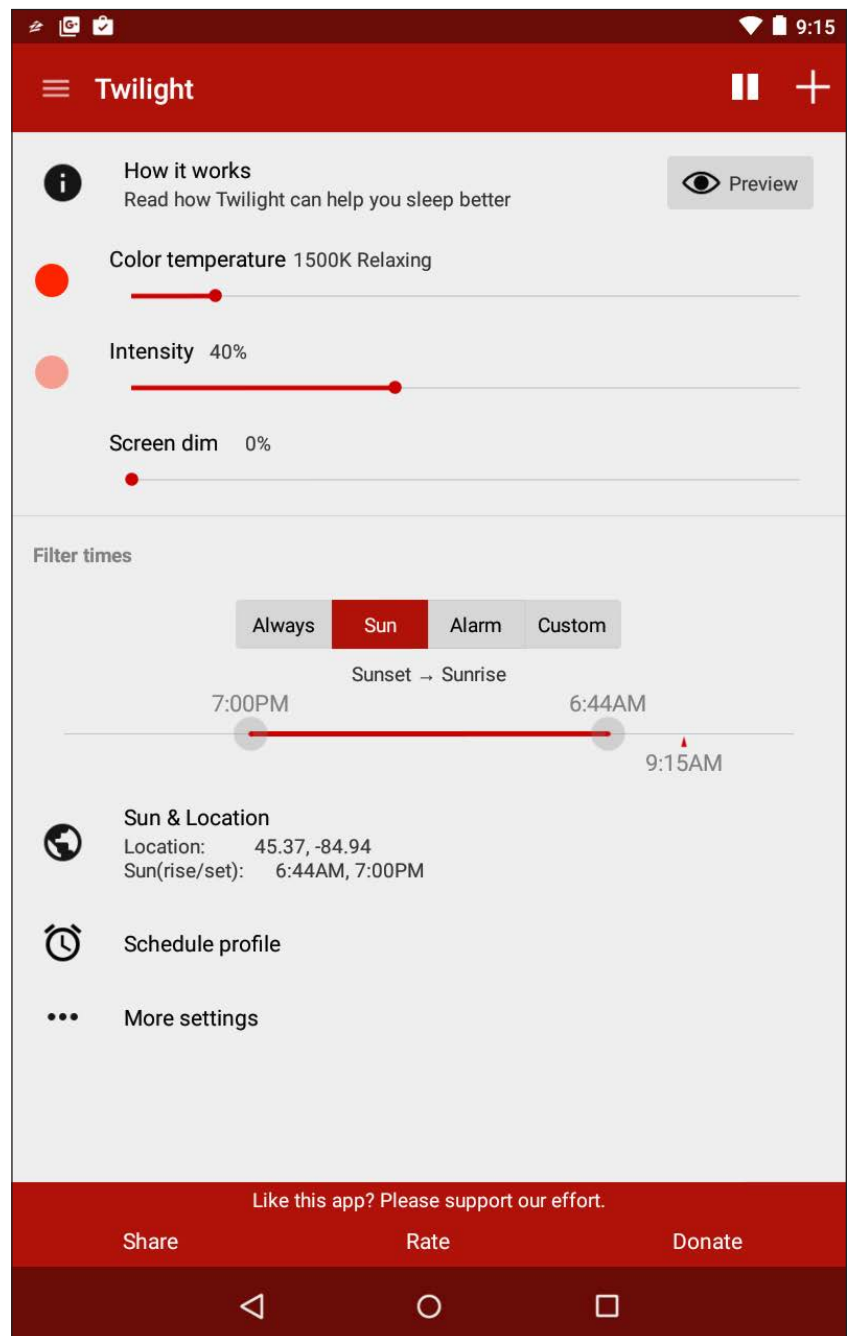 9:15
Twilight
How it works
Read how Twilight can help you sleep better
Preview
Color temperature 1500K Relaxing
Intensity 40%
Screen dim 0%
Filter times
Always Sun Alarm Custom
Sunset → Sunrise
7:00PM 6:44AM
9:15AM
Sun & Location
Location: 45.37, -84.94
Sun(rise/set): 6:44AM, 7:00PM
Schedule profile
More settings
Like this app? Please support our effort.
Share Rate Donate